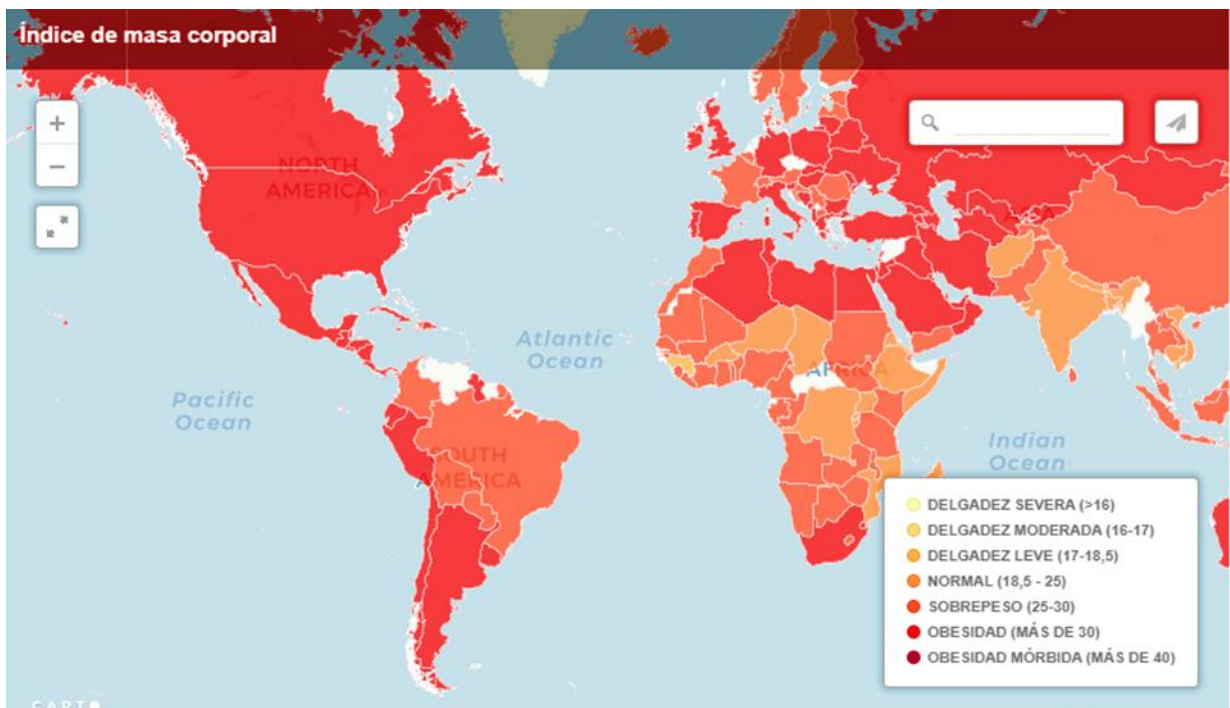 Índice de masa corporal
+
−
NORTH
AMERICA
ASIA
Atlantic
Ocean
AFRICA
Pacific
Ocean
SOUTH
AMERICA
Indian
Ocean
DELGADEZ SEVERA (>16)
DELGADEZ MODERADA (16-17)
DELGADEZ LEVE (17-18,5)
NORMAL (18,5 - 25)
SOBREPESO (25-30)
OBESIDAD (MÁS DE 30)
OBESIDAD MÓRBIDA (MÁS DE 40)
CARTO